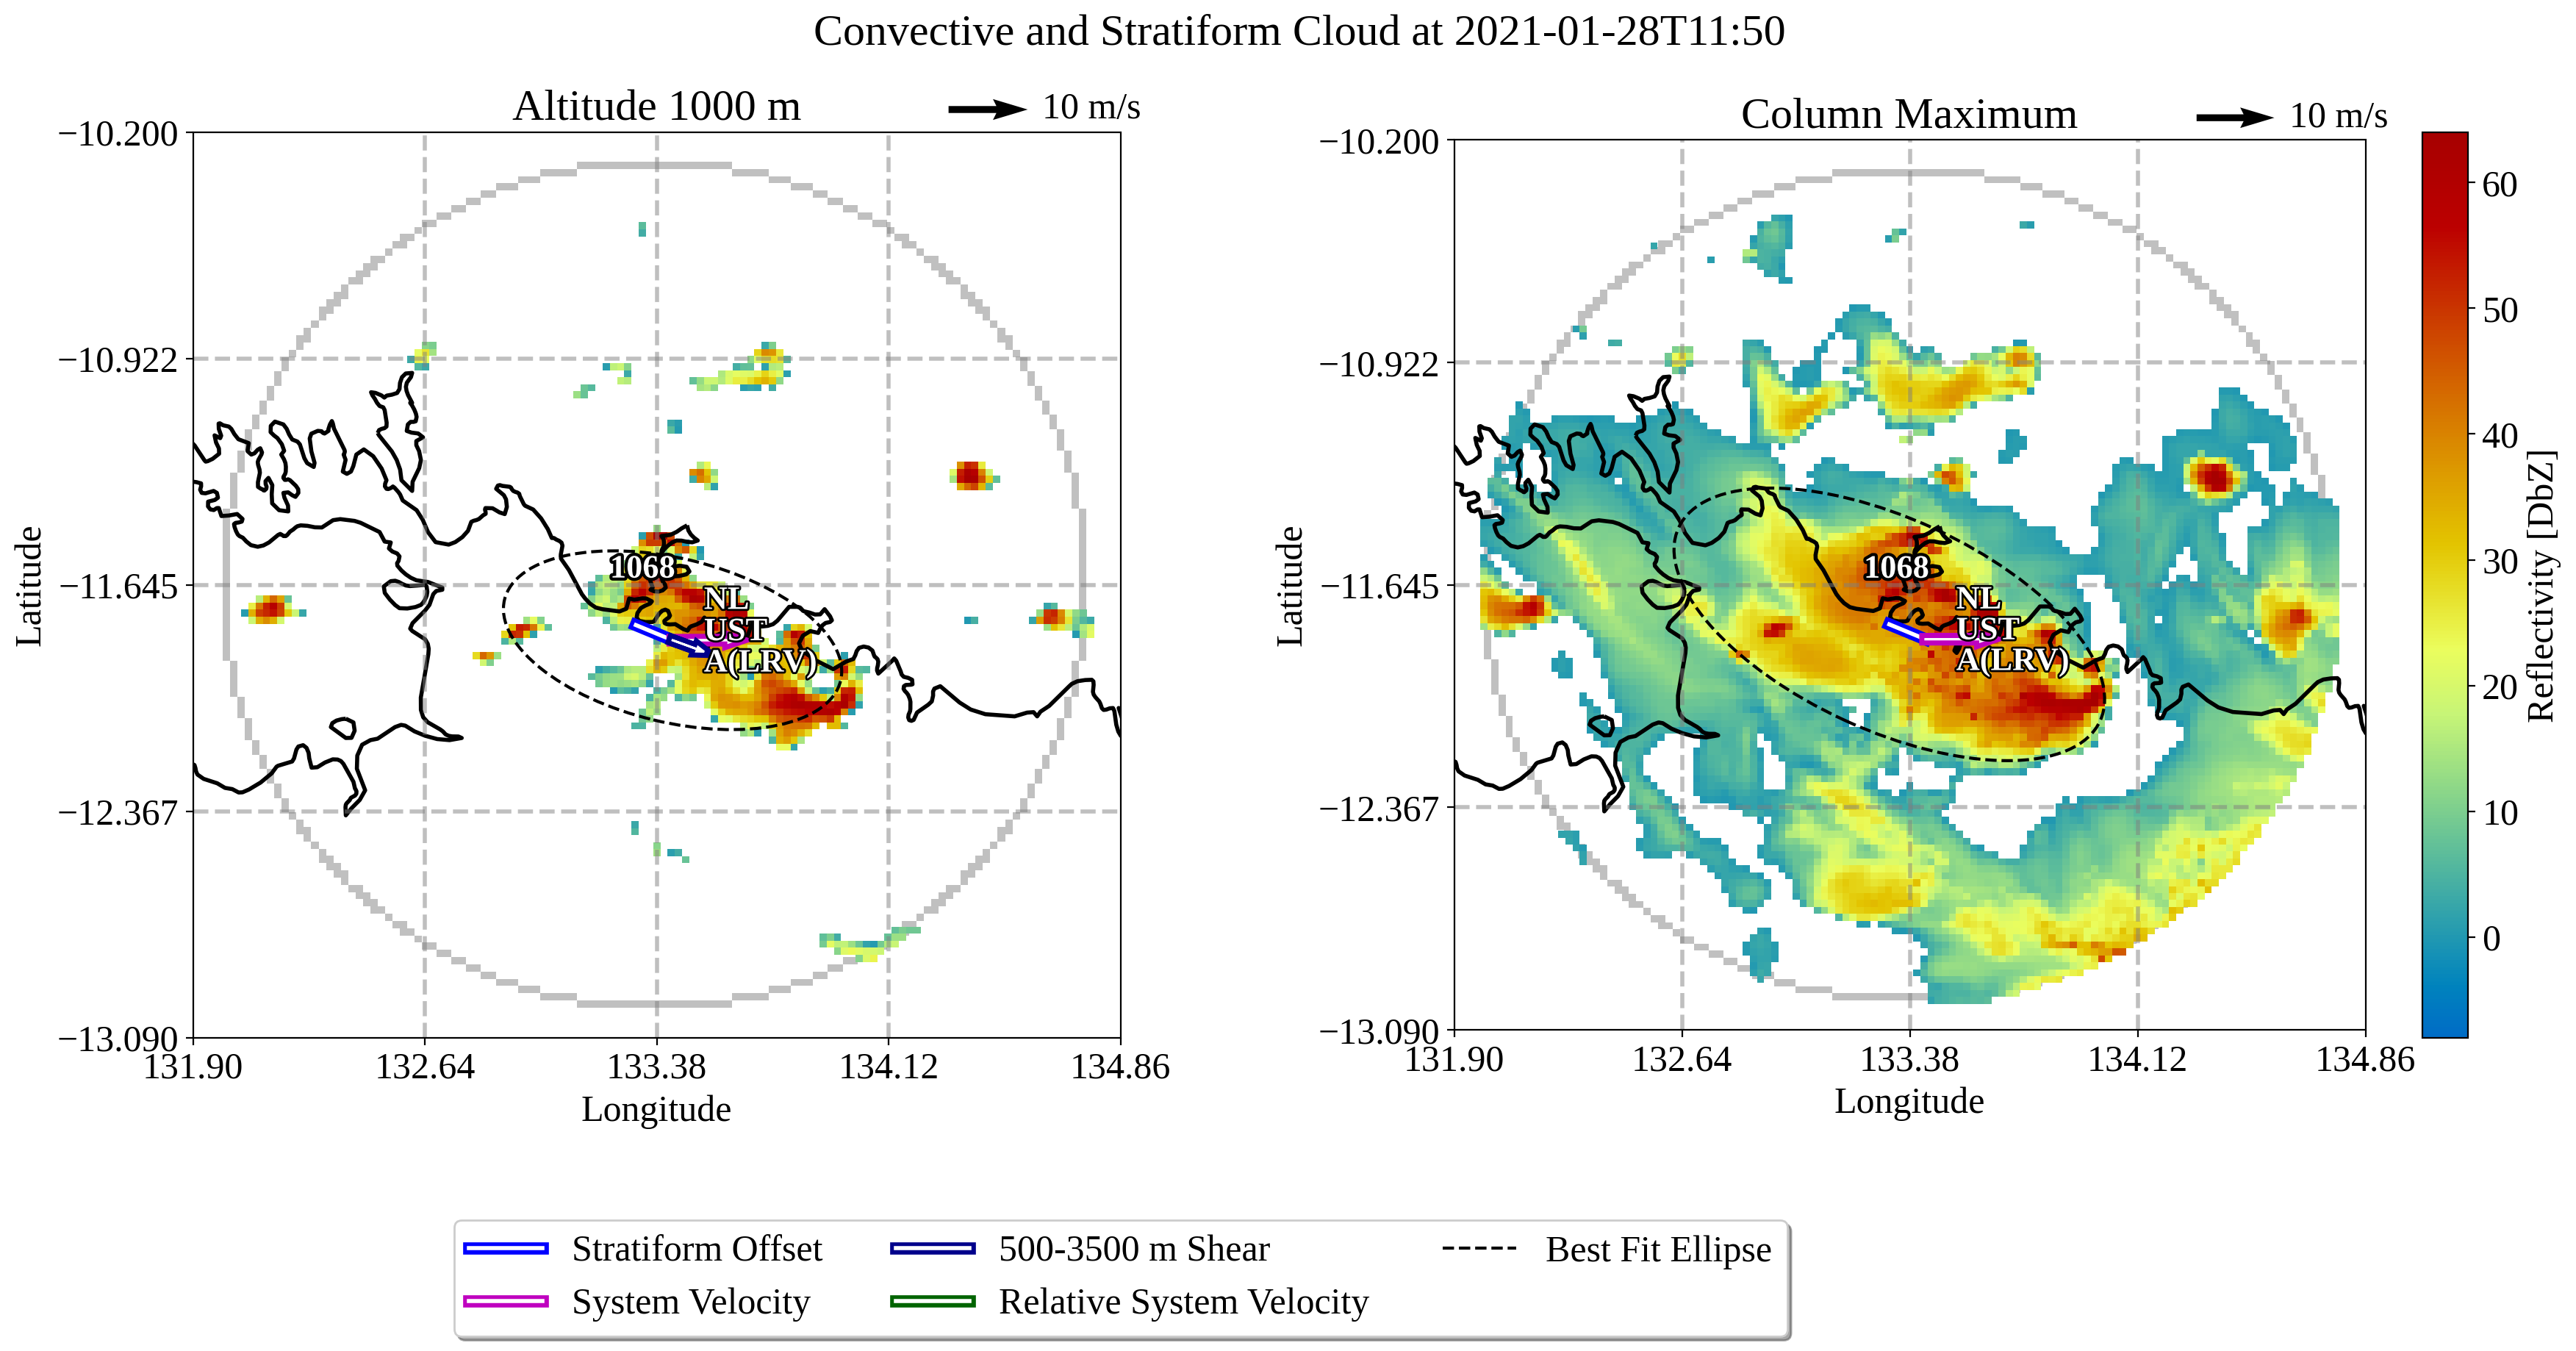 Convective and Stratiform Cloud at 2021-01-28T11:50
Altitude 1000 m
10 m/s
−10.200
−10.922
−11.645
−12.367
−13.090
Latitude
131.90
132.64
133.38
134.12
134.86
Longitude
1068
NL
UST
A(LRV)
Column Maximum
10 m/s
−10.200
−10.922
−11.645
−12.367
−13.090
Latitude
131.90
132.64
133.38
134.12
134.86
Longitude
1068
NL
UST
A(LRV)
60
50
40
30
20
10
0
Reflectivity [DbZ]
Stratiform Offset
System Velocity
500-3500 m Shear
Relative System Velocity
Best Fit Ellipse